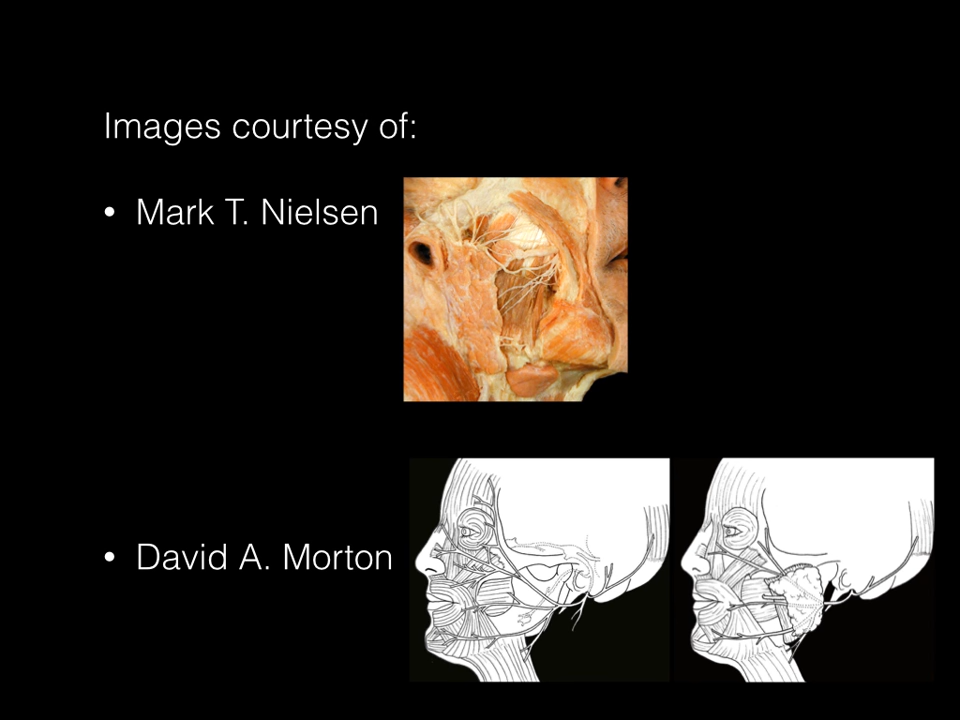 Images courtesy of:
• Mark T. Nielsen
• David A. Morton